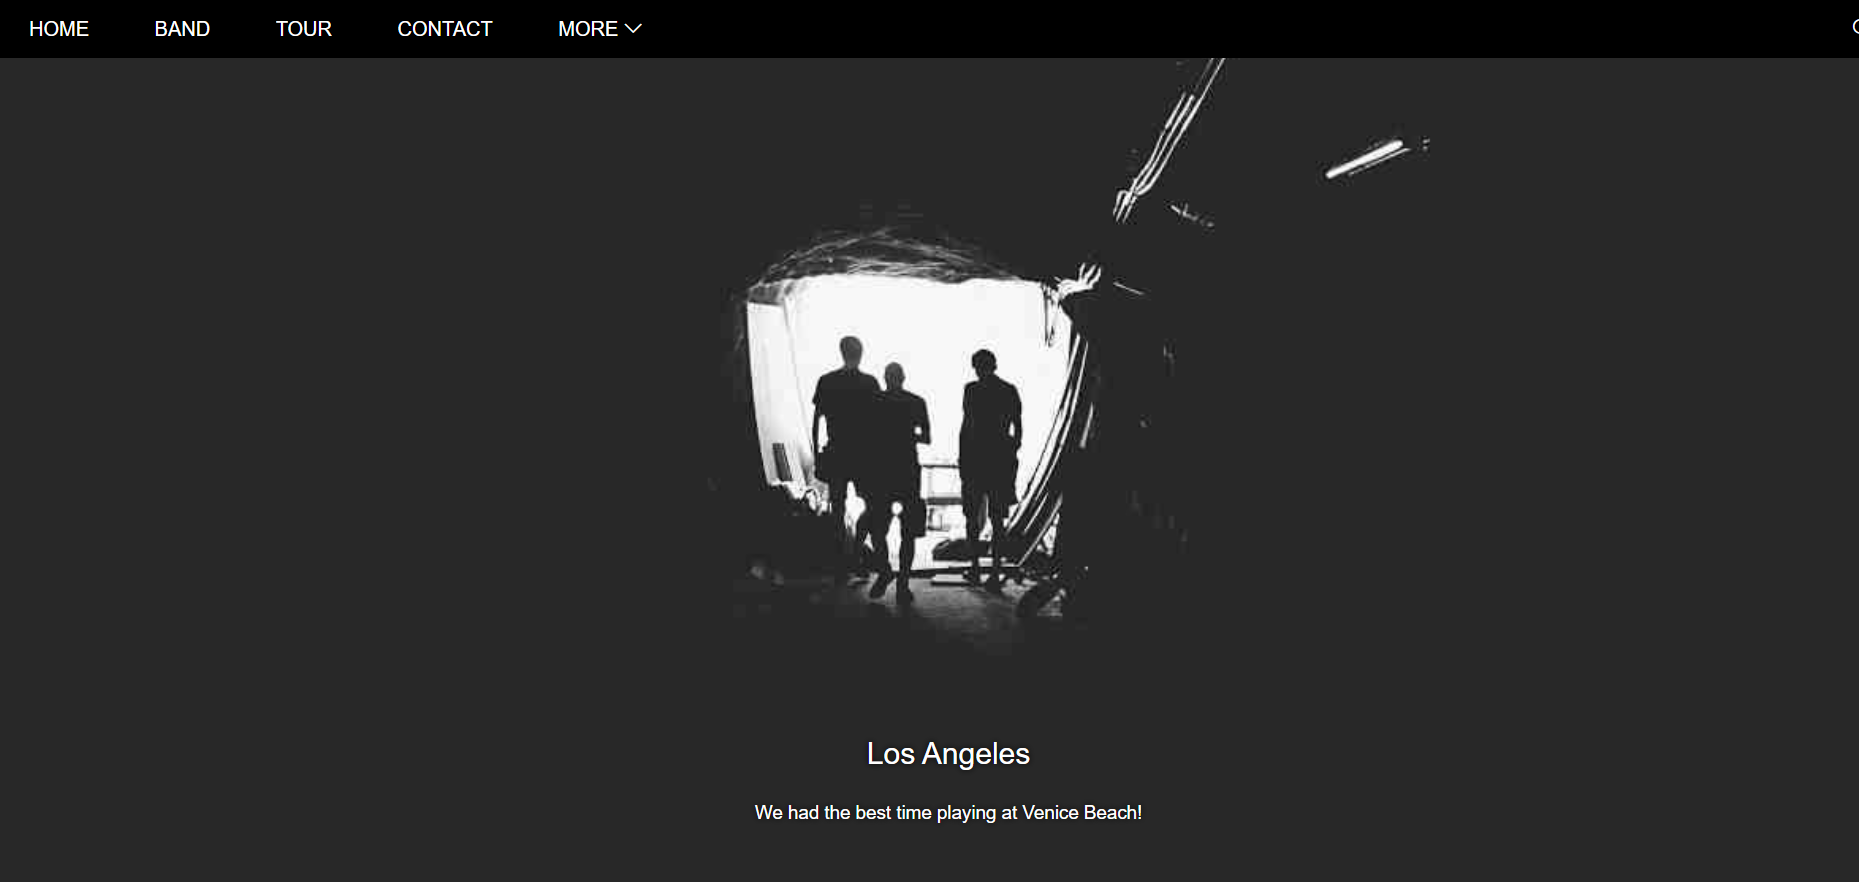 HOME BAND TOUR CONTACT MORE
Los Angeles
We had the best time playing at Venice Beach!